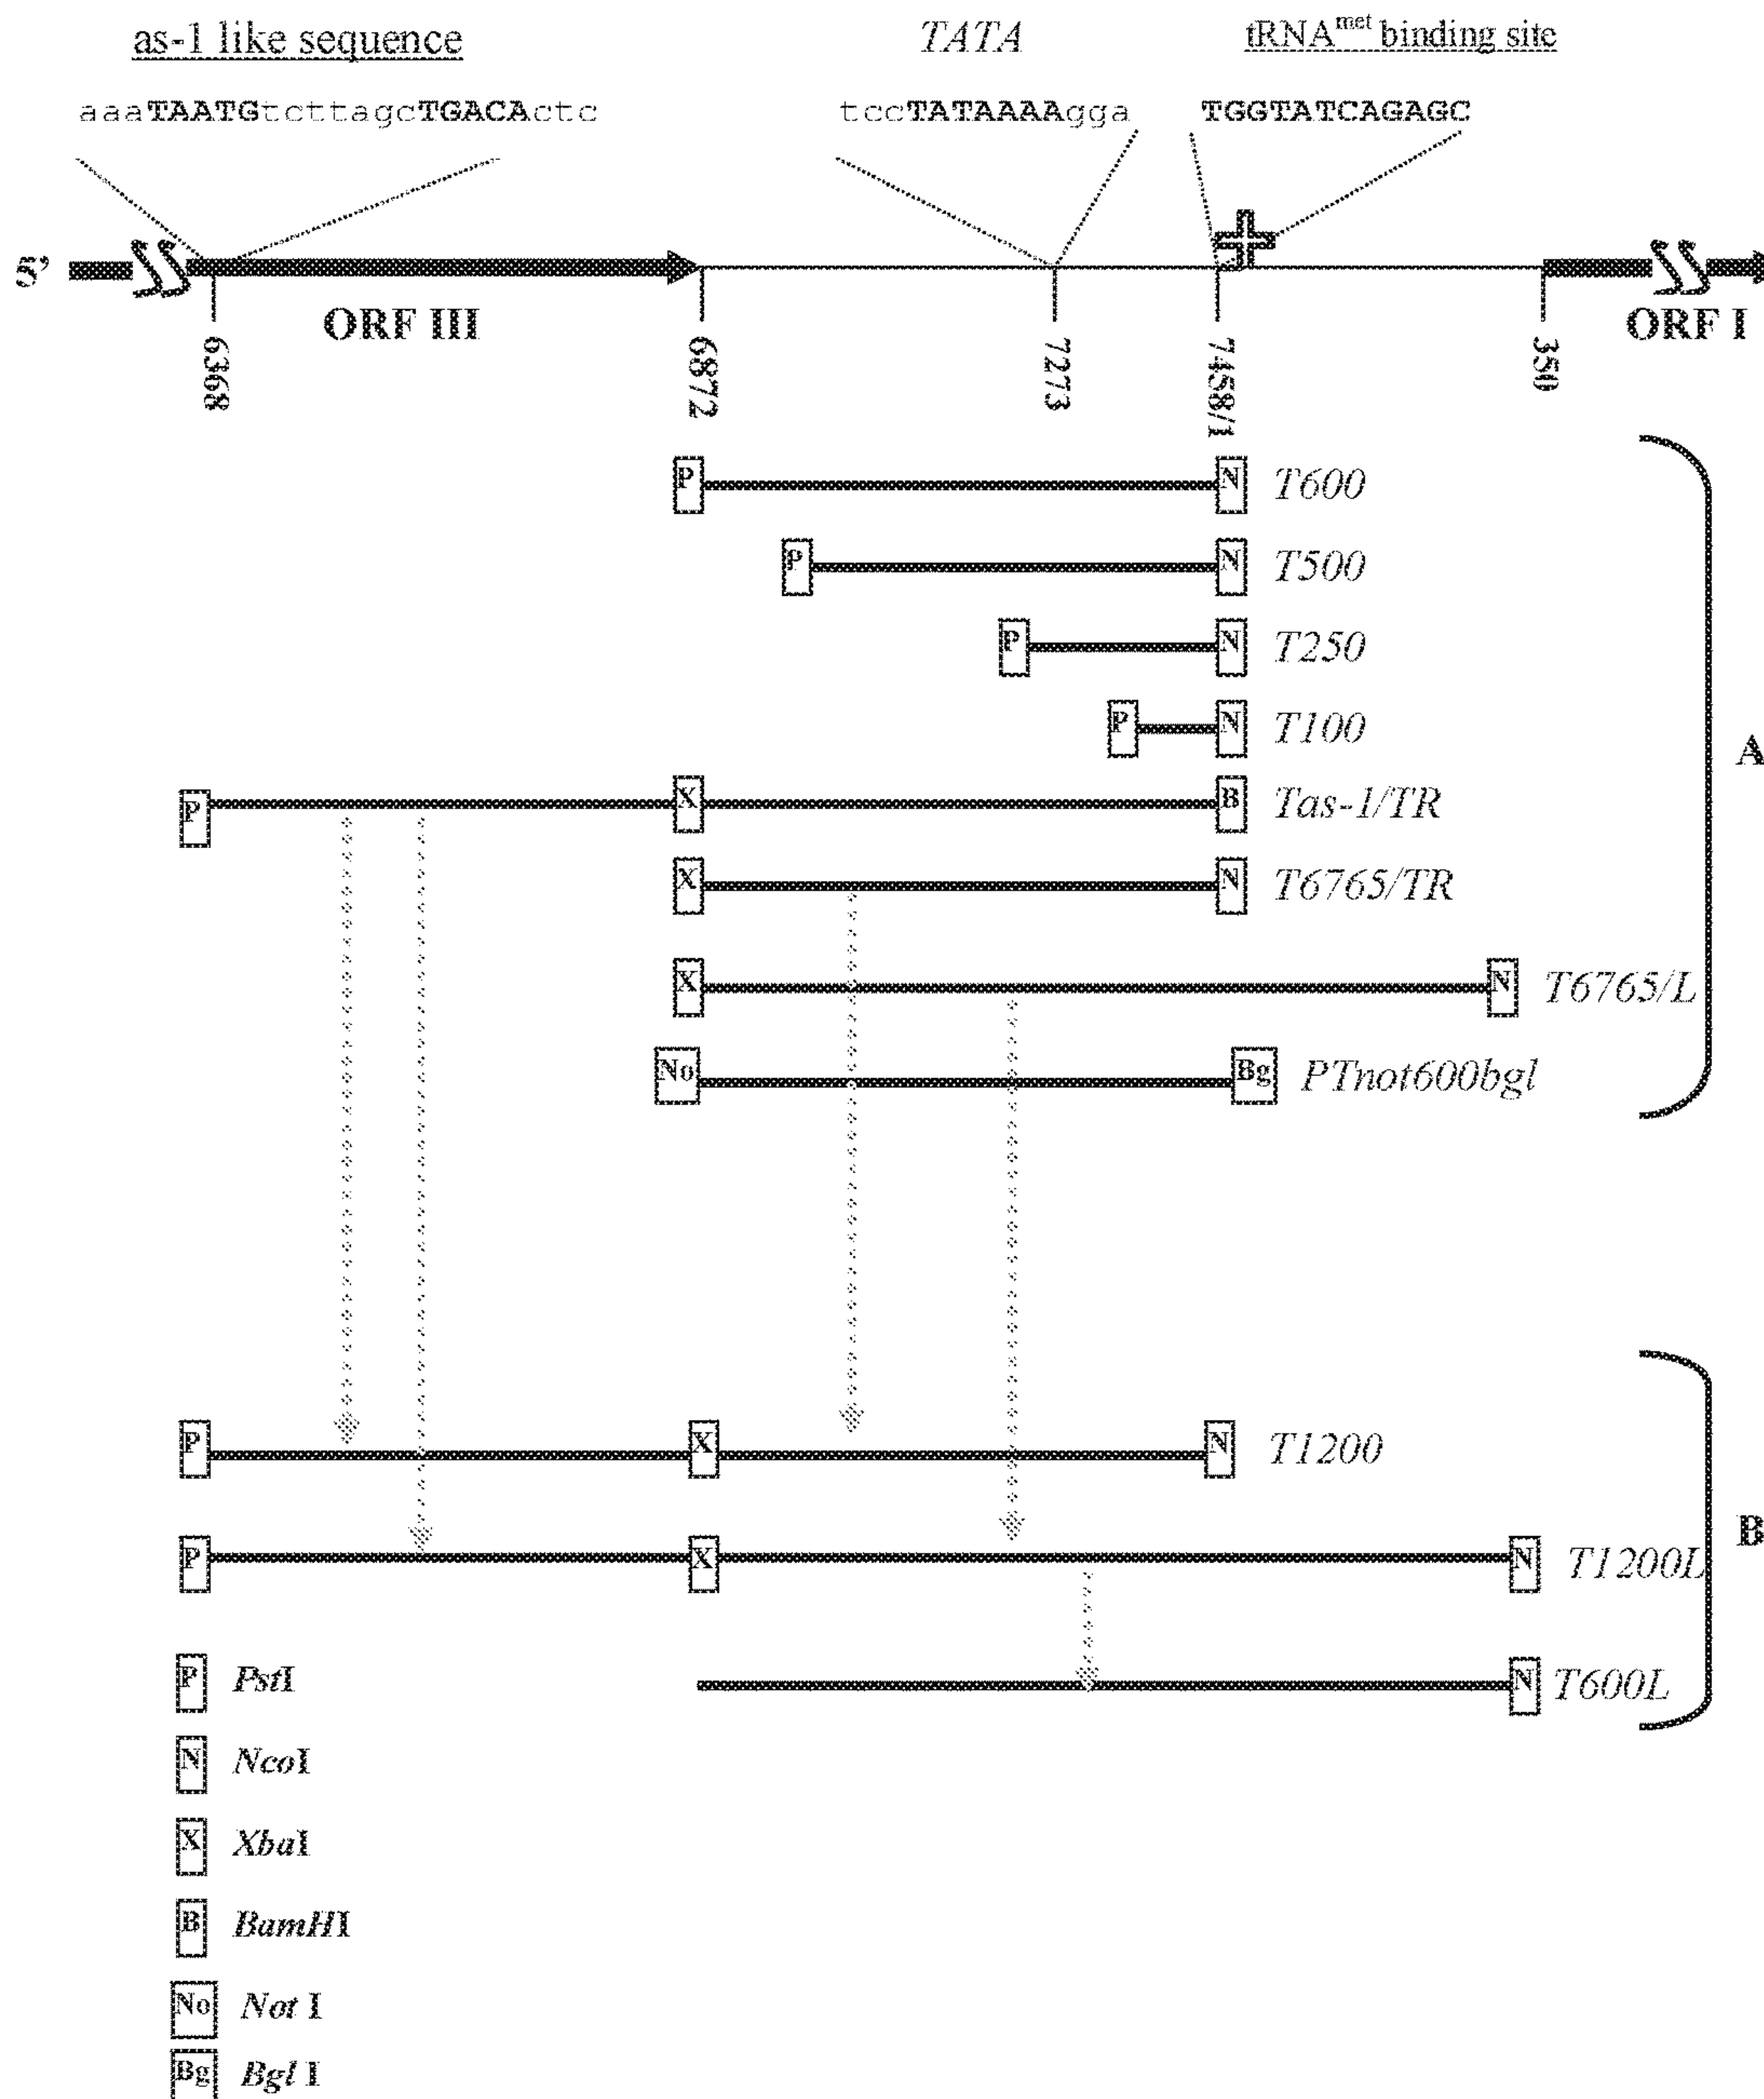 as-1 like sequence TATA tRNAmet binding site
aaaTAATGtcttagcTGACActc tccTATAAAAgga TGGTATCAGAGC
5'
ORF III ORF I
6368 6872 7273 7458/1 350
P N T600
P N T500
P N T250
P N T100
A
P X B Tas-1/TR
X N T6765/TR
X N T6765/L
No Bg PTnot600bgl
P X N T1200
B
P X N T1200L
P PstI
N T600L
N NcoI
X XbaI
B BamHI
No Not I
Bg Bgl I